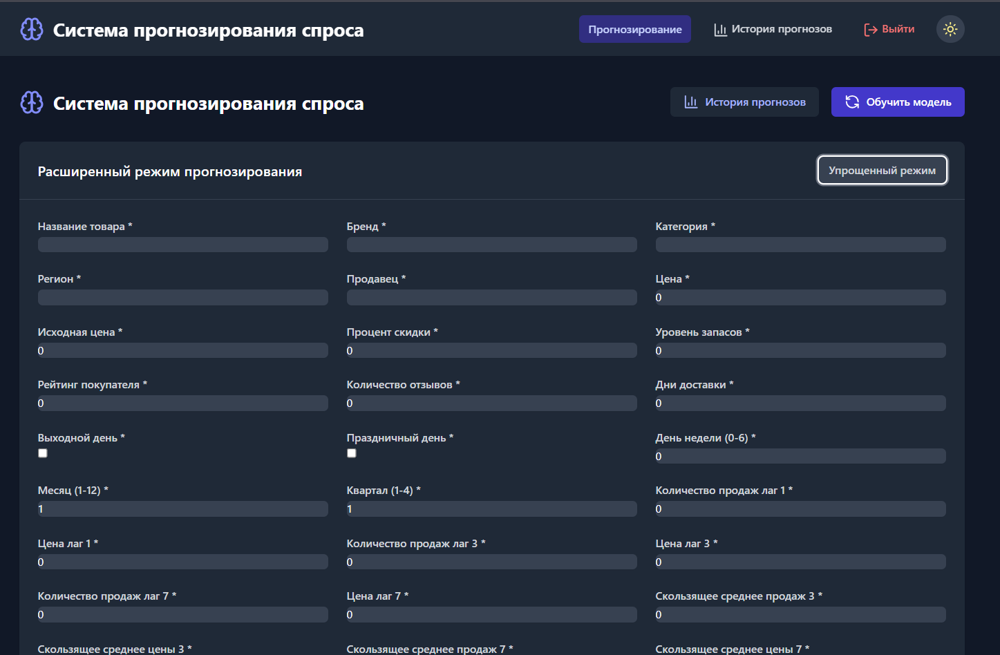 Система прогнозирования спроса
Прогнозирование
История прогнозов
Выйти
Система прогнозирования спроса
История прогнозов
Обучить модель
Расширенный режим прогнозирования
Упрощенный режим
Название товара *
Бренд *
Категория *
Регион *
Продавец *
Цена *
0
Исходная цена *
0
Процент скидки *
0
Уровень запасов *
0
Рейтинг покупателя *
0
Количество отзывов *
0
Дни доставки *
0
Выходной день *
Праздничный день *
День недели (0-6) *
0
Месяц (1-12) *
1
Квартал (1-4) *
1
Количество продаж лаг 1 *
0
Цена лаг 1 *
0
Количество продаж лаг 3 *
0
Цена лаг 3 *
0
Количество продаж лаг 7 *
0
Цена лаг 7 *
0
Скользящее среднее продаж 3 *
0
Скользящее среднее цены 3 *
Скользящее среднее продаж 7 *
Скользящее среднее цены 7 *